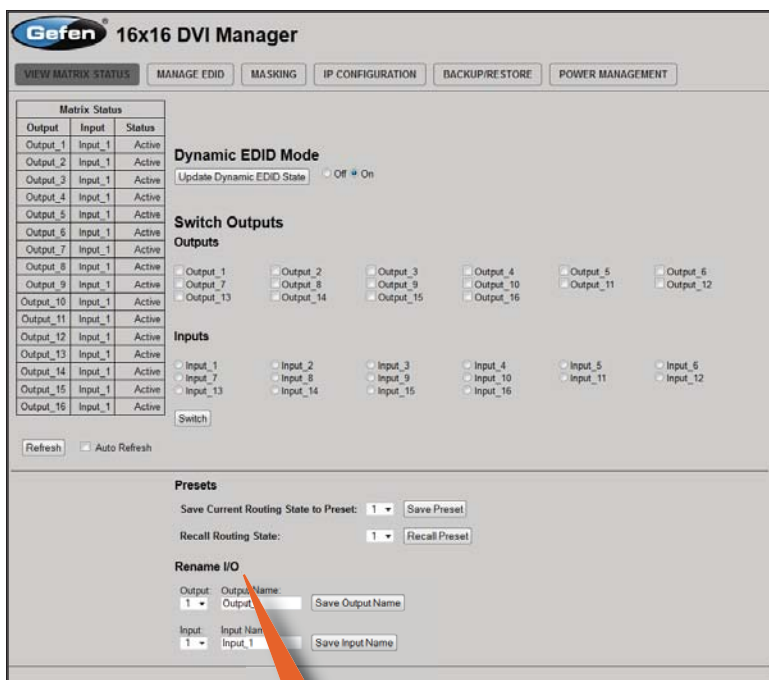 Gefen® 16x16 DVI Manager
VIEW MATRIX STATUS MANAGE EDID MASKING IP CONFIGURATION BACKUP/RESTORE POWER MANAGEMENT
Matrix Status
Output Input Status
Output_1 Input_1 Active
Output_2 Input_1 Active
Output_3 Input_1 Active
Output_4 Input_1 Active
Output_5 Input_1 Active
Output_6 Input_1 Active
Output_7 Input_1 Active
Output_8 Input_1 Active
Output_9 Input_1 Active
Output_10 Input_1 Active
Output_11 Input_1 Active
Output_12 Input_1 Active
Output_13 Input_1 Active
Output_14 Input_1 Active
Output_15 Input_1 Active
Output_16 Input_1 Active
Refresh Auto Refresh
Dynamic EDID Mode
Update Dynamic EDID State Off On
Switch Outputs
Outputs
Output_1 Output_2 Output_3 Output_4 Output_5 Output_6
Output_7 Output_8 Output_9 Output_10 Output_11 Output_12
Output_13 Output_14 Output_15 Output_16
Inputs
Input_1 Input_2 Input_3 Input_4 Input_5 Input_6
Input_7 Input_8 Input_9 Input_10 Input_11 Input_12
Input_13 Input_14 Input_15 Input_16
Switch
Presets
Save Current Routing State to Preset: 1 Save Preset
Recall Routing State: 1 Recall Preset
Rename I/O
Output: Output Name:
1 Output_ Save Output Name
Input: Input Nam
1 Input_1 Save Input Name